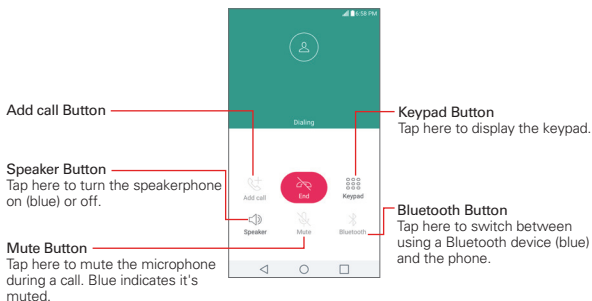 6:58 PM
Dialing
Add call Button
Keypad Button
Tap here to display the keypad.
Speaker Button
Tap here to turn the speakerphone
on (blue) or off.
Add call
End
Keypad
Bluetooth Button
Tap here to switch between
using a Bluetooth device (blue)
and the phone.
Speaker
Mute
Bluetooth
Mute Button
Tap here to mute the microphone
during a call. Blue indicates it's
muted.